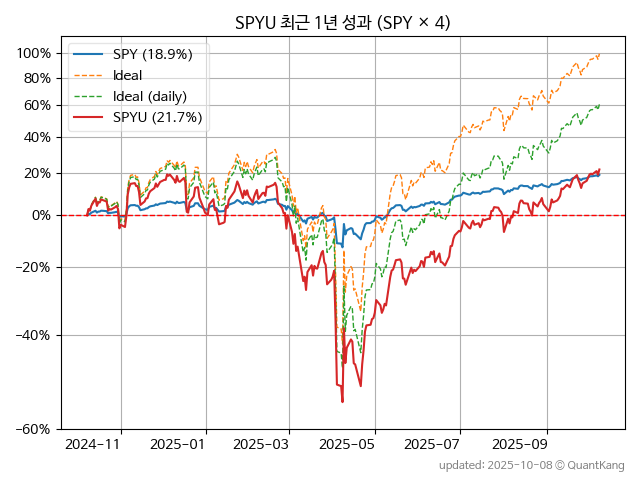 SPYU 최근 1년 성과 (SPY × 4)
SPY (18.9%)
Ideal
Ideal (daily)
SPYU (21.7%)
100%
80%
60%
40%
20%
0%
−20%
−40%
−60%
2024−11
2025−01
2025−03
2025−05
2025−07
2025−09
updated: 2025-10-08 © QuantKang